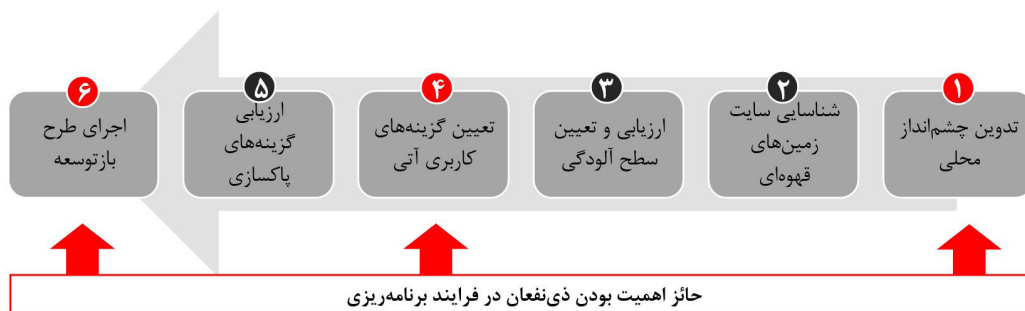 ۱
تدوین چشم‌انداز
محلی
۲
شناسایی سایت
زمین‌های
قهوه‌ای
۳
ارزیابی و تعیین
سطح آلودگی
۴
تعیین گزینه‌های
کاربری آتی
۵
ارزیابی
گزینه‌های
پاکسازی
۶
اجرای طرح
بازتوسعه
حائز اهمیت بودن ذی‌نفعان در فرایند برنامه‌ریزی